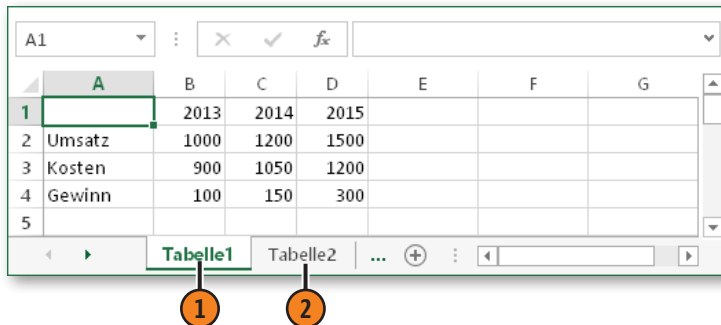 A1 fx
A B C D E F G
1 2013 2014 2015
2 Umsatz 1000 1200 1500
3 Kosten 900 1050 1200
4 Gewinn 100 150 300
5
Tabelle1 Tabelle2 ...
1 2